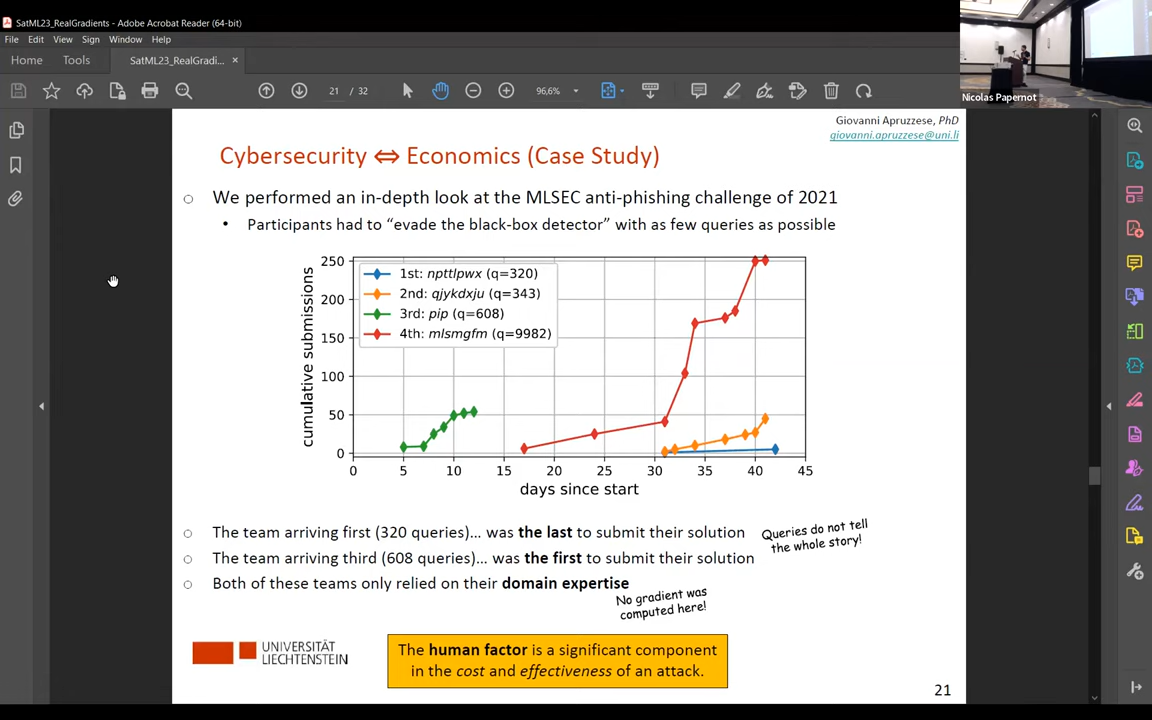 SatML23_RealGradients - Adobe Acrobat Reader (64-bit)
File Edit View Sign Window Help
Home Tools SatML23_RealGradi... ×
21 / 32 96,6%
Nicolas Papernot
Giovanni Apruzzese, PhD
giovanni.apruzzese@uni.li
Cybersecurity ⇔ Economics (Case Study)
We performed an in-depth look at the MLSEC anti-phishing challenge of 2021
• Participants had to “evade the black-box detector” with as few queries as possible
cumulative submissions
250
200
150
100
50
0
1st: npttlpwx (q=320)
2nd: qjykdxju (q=343)
3rd: pip (q=608)
4th: mlsmgfm (q=9982)
0 5 10 15 20 25 30 35 40 45
days since start
The team arriving first (320 queries)... was the last to submit their solution
Queries do not tell
the whole story!
The team arriving third (608 queries)... was the first to submit their solution
Both of these teams only relied on their domain expertise
No gradient was
computed here!
UNIVERSITÄT
LIECHTENSTEIN
The human factor is a significant component
in the cost and effectiveness of an attack.
21